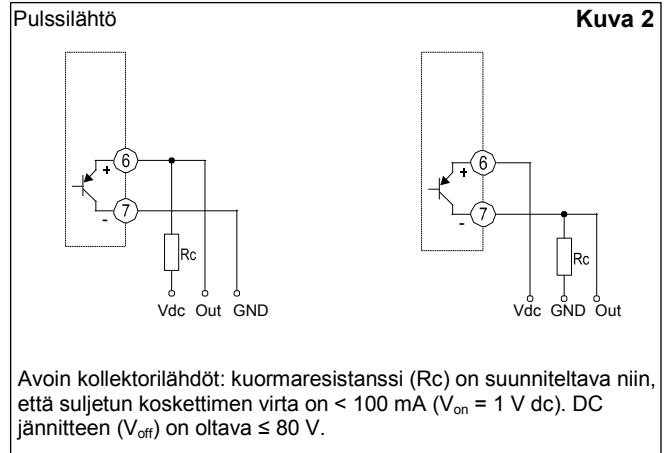 Pulssilähtö Kuva 2
6
+
7
-
Rc
Vdc Out GND
6
+
7
-
Rc
Vdc GND Out
Avoin kollektorilähdöt: kuormaresistanssi (Rc) on suunniteltava niin,
että suljetun koskettimen virta on < 100 mA (Von = 1 V dc). DC
jännitteen (Voff) on oltava ≤ 80 V.